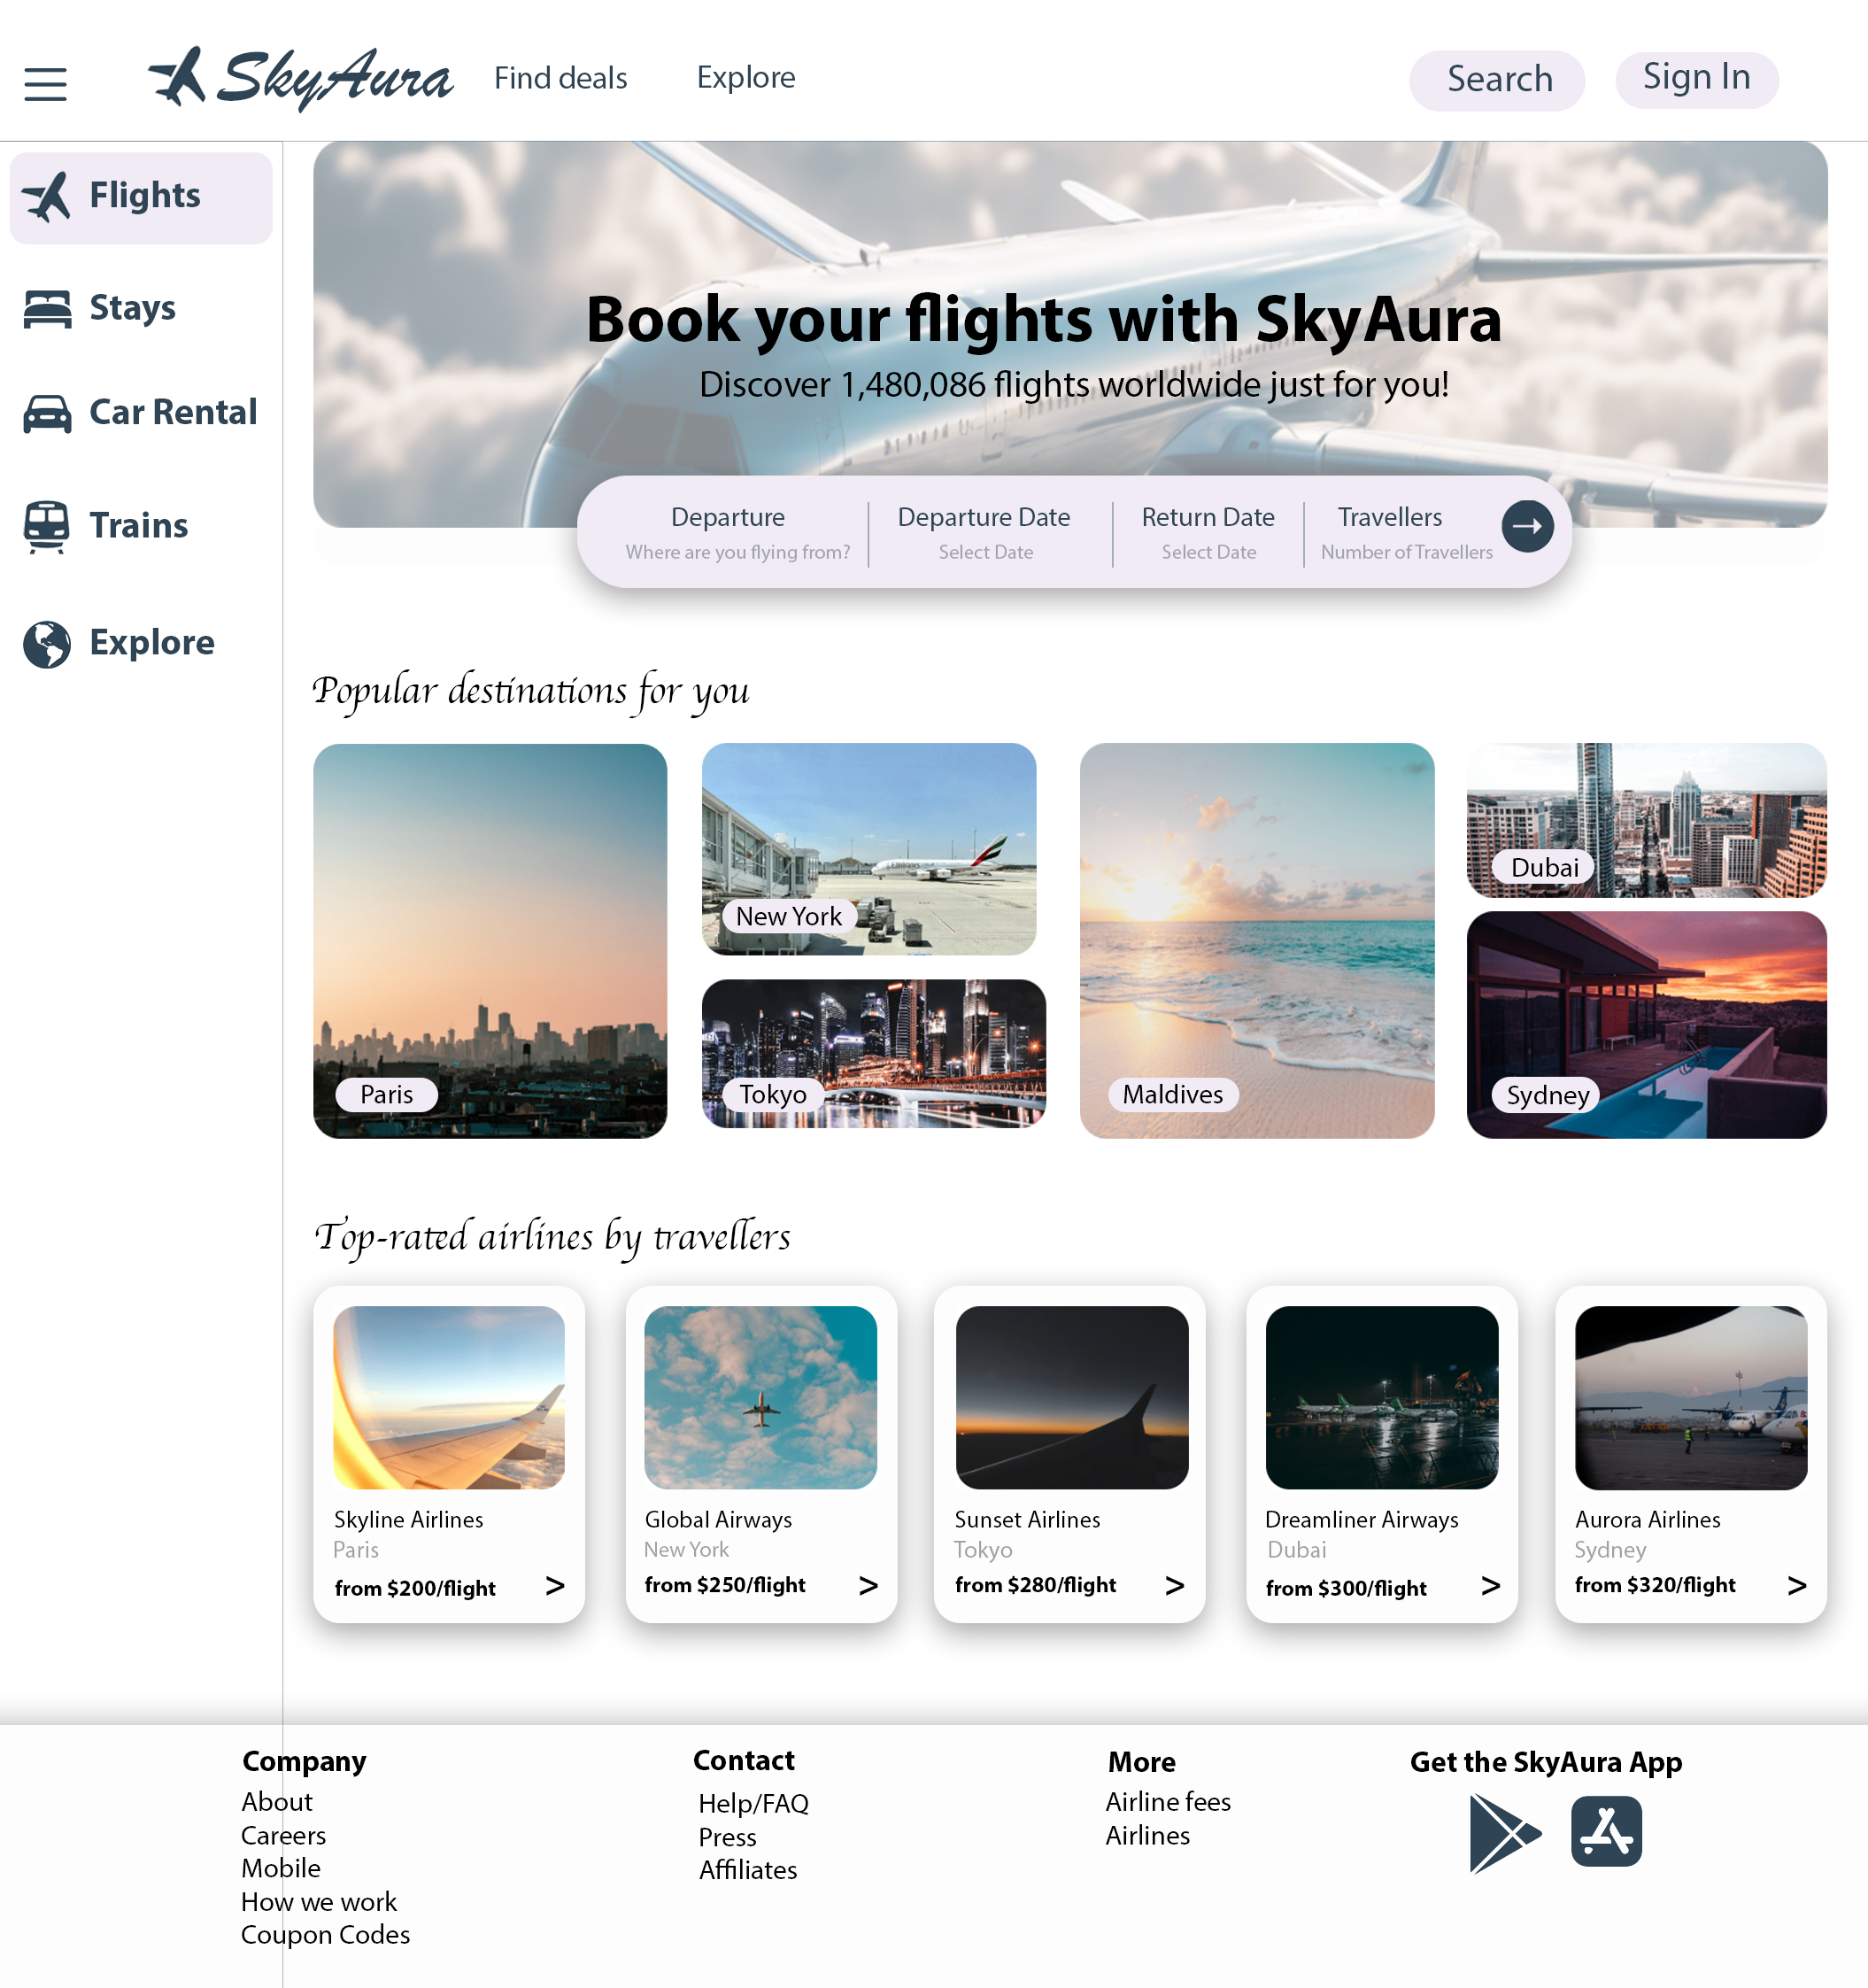 SkyAura
Find deals
Explore
Search
Sign In
Flights
Stays
Car Rental
Trains
Explore
Book your flights with SkyAura
Discover 1,480,086 flights worldwide just for you!
Departure
Where are you flying from?
Departure Date
Select Date
Return Date
Select Date
Travellers
Number of Travellers
Popular destinations for you
Paris
Emirates
New York
Tokyo
Maldives
Dubai
Sydney
Top-rated airlines by travellers
Skyline Airlines
Paris
from $200/flight
>
Global Airways
New York
from $250/flight
>
Sunset Airlines
Tokyo
from $280/flight
>
Dreamliner Airways
Dubai
from $300/flight
>
Aurora Airlines
Sydney
from $320/flight
>
Company
About
Careers
Mobile
How we work
Coupon Codes
Contact
Help/FAQ
Press
Affiliates
More
Airline fees
Airlines
Get the SkyAura App